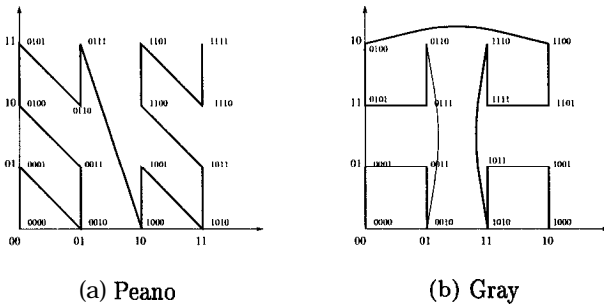 11 0101 0111 1101 1111
10 0100 0110 1100 1110
01 0001 0011 1001 1011
0000 0010 1000 1010
00 01 10 11
(a) Peano
10 0100 0110 1110 1100
11 0101 0111 1111 1101
01 0001 0011 1011 1001
0000 0010 1010 1000
00 01 11 10
(b) Gray